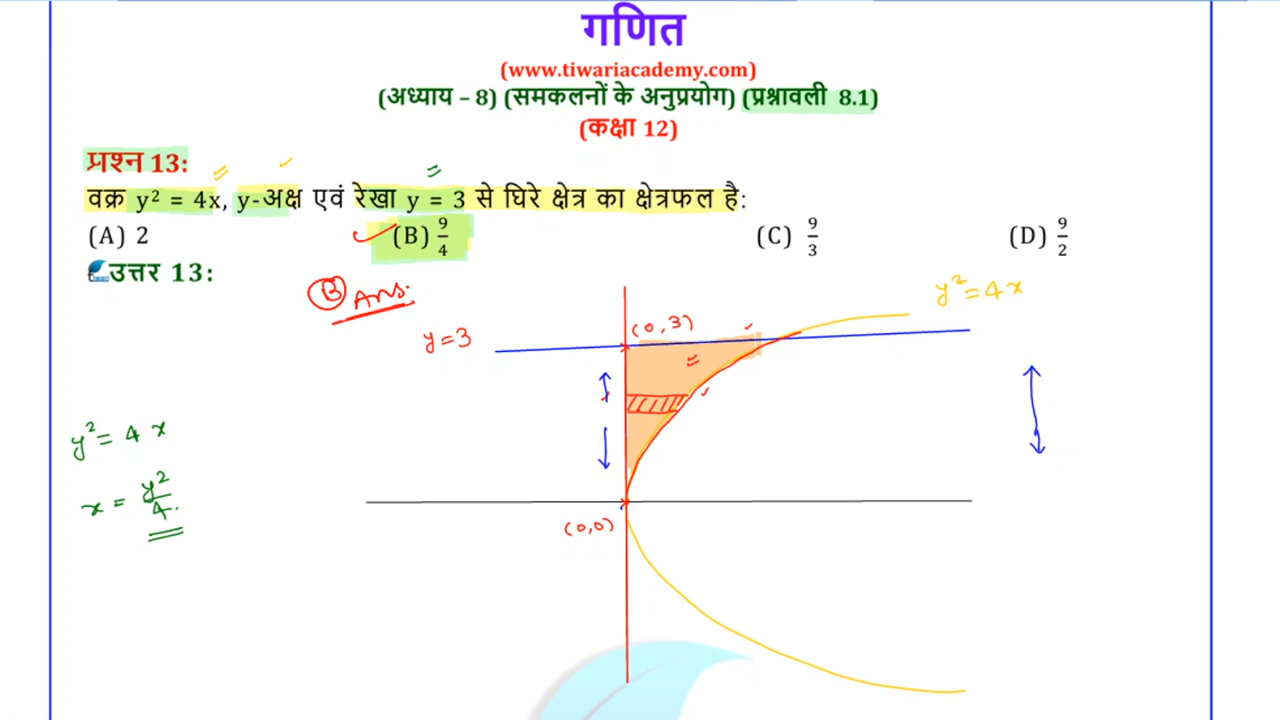 गणित
(www.tiwariacademy.com)
(अध्याय – 8) (समकलनों के अनुप्रयोग) (प्रश्नावली 8.1)
(कक्षा 12)
प्रश्न 13:
वक्र y² = 4x, y-अक्ष एवं रेखा y = 3 से घिरे क्षेत्र का क्षेत्रफल है:
(A) 2 (B) 9/4 (C) 9/3 (D) 9/2
उत्तर 13:
(B) Ans.
y² = 4x
y = 3
(0, 3)
y² = 4x
x = y²/4.
(0,0)